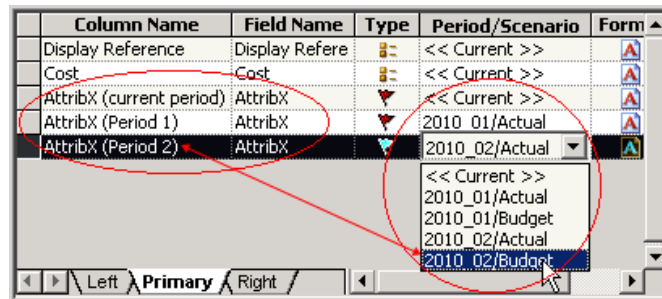 Column Name Field Name Type Period/Scenario Form
Display Reference Display Refere << Current >>
Cost Cost << Current >>
AttribX (current period) AttribX << Current >>
AttribX (Period 1) AttribX 2010_01/Actual
AttribX (Period 2) AttribX 2010_02/Actual
<< Current >>
2010_01/Actual
2010_01/Budget
2010_02/Actual
2010_02/Budget
Left Primary Right